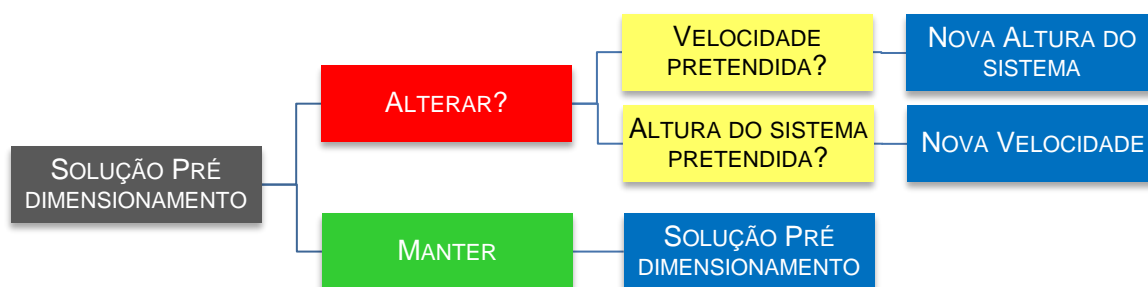 SOLUÇÃO PRÉ
DIMENSIONAMENTO
ALTERAR?
VELOCIDADE
PRETENDIDA?
NOVA ALTURA DO
SISTEMA
ALTURA DO SISTEMA
PRETENDIDA?
NOVA VELOCIDADE
MANTER
SOLUÇÃO PRÉ
DIMENSIONAMENTO